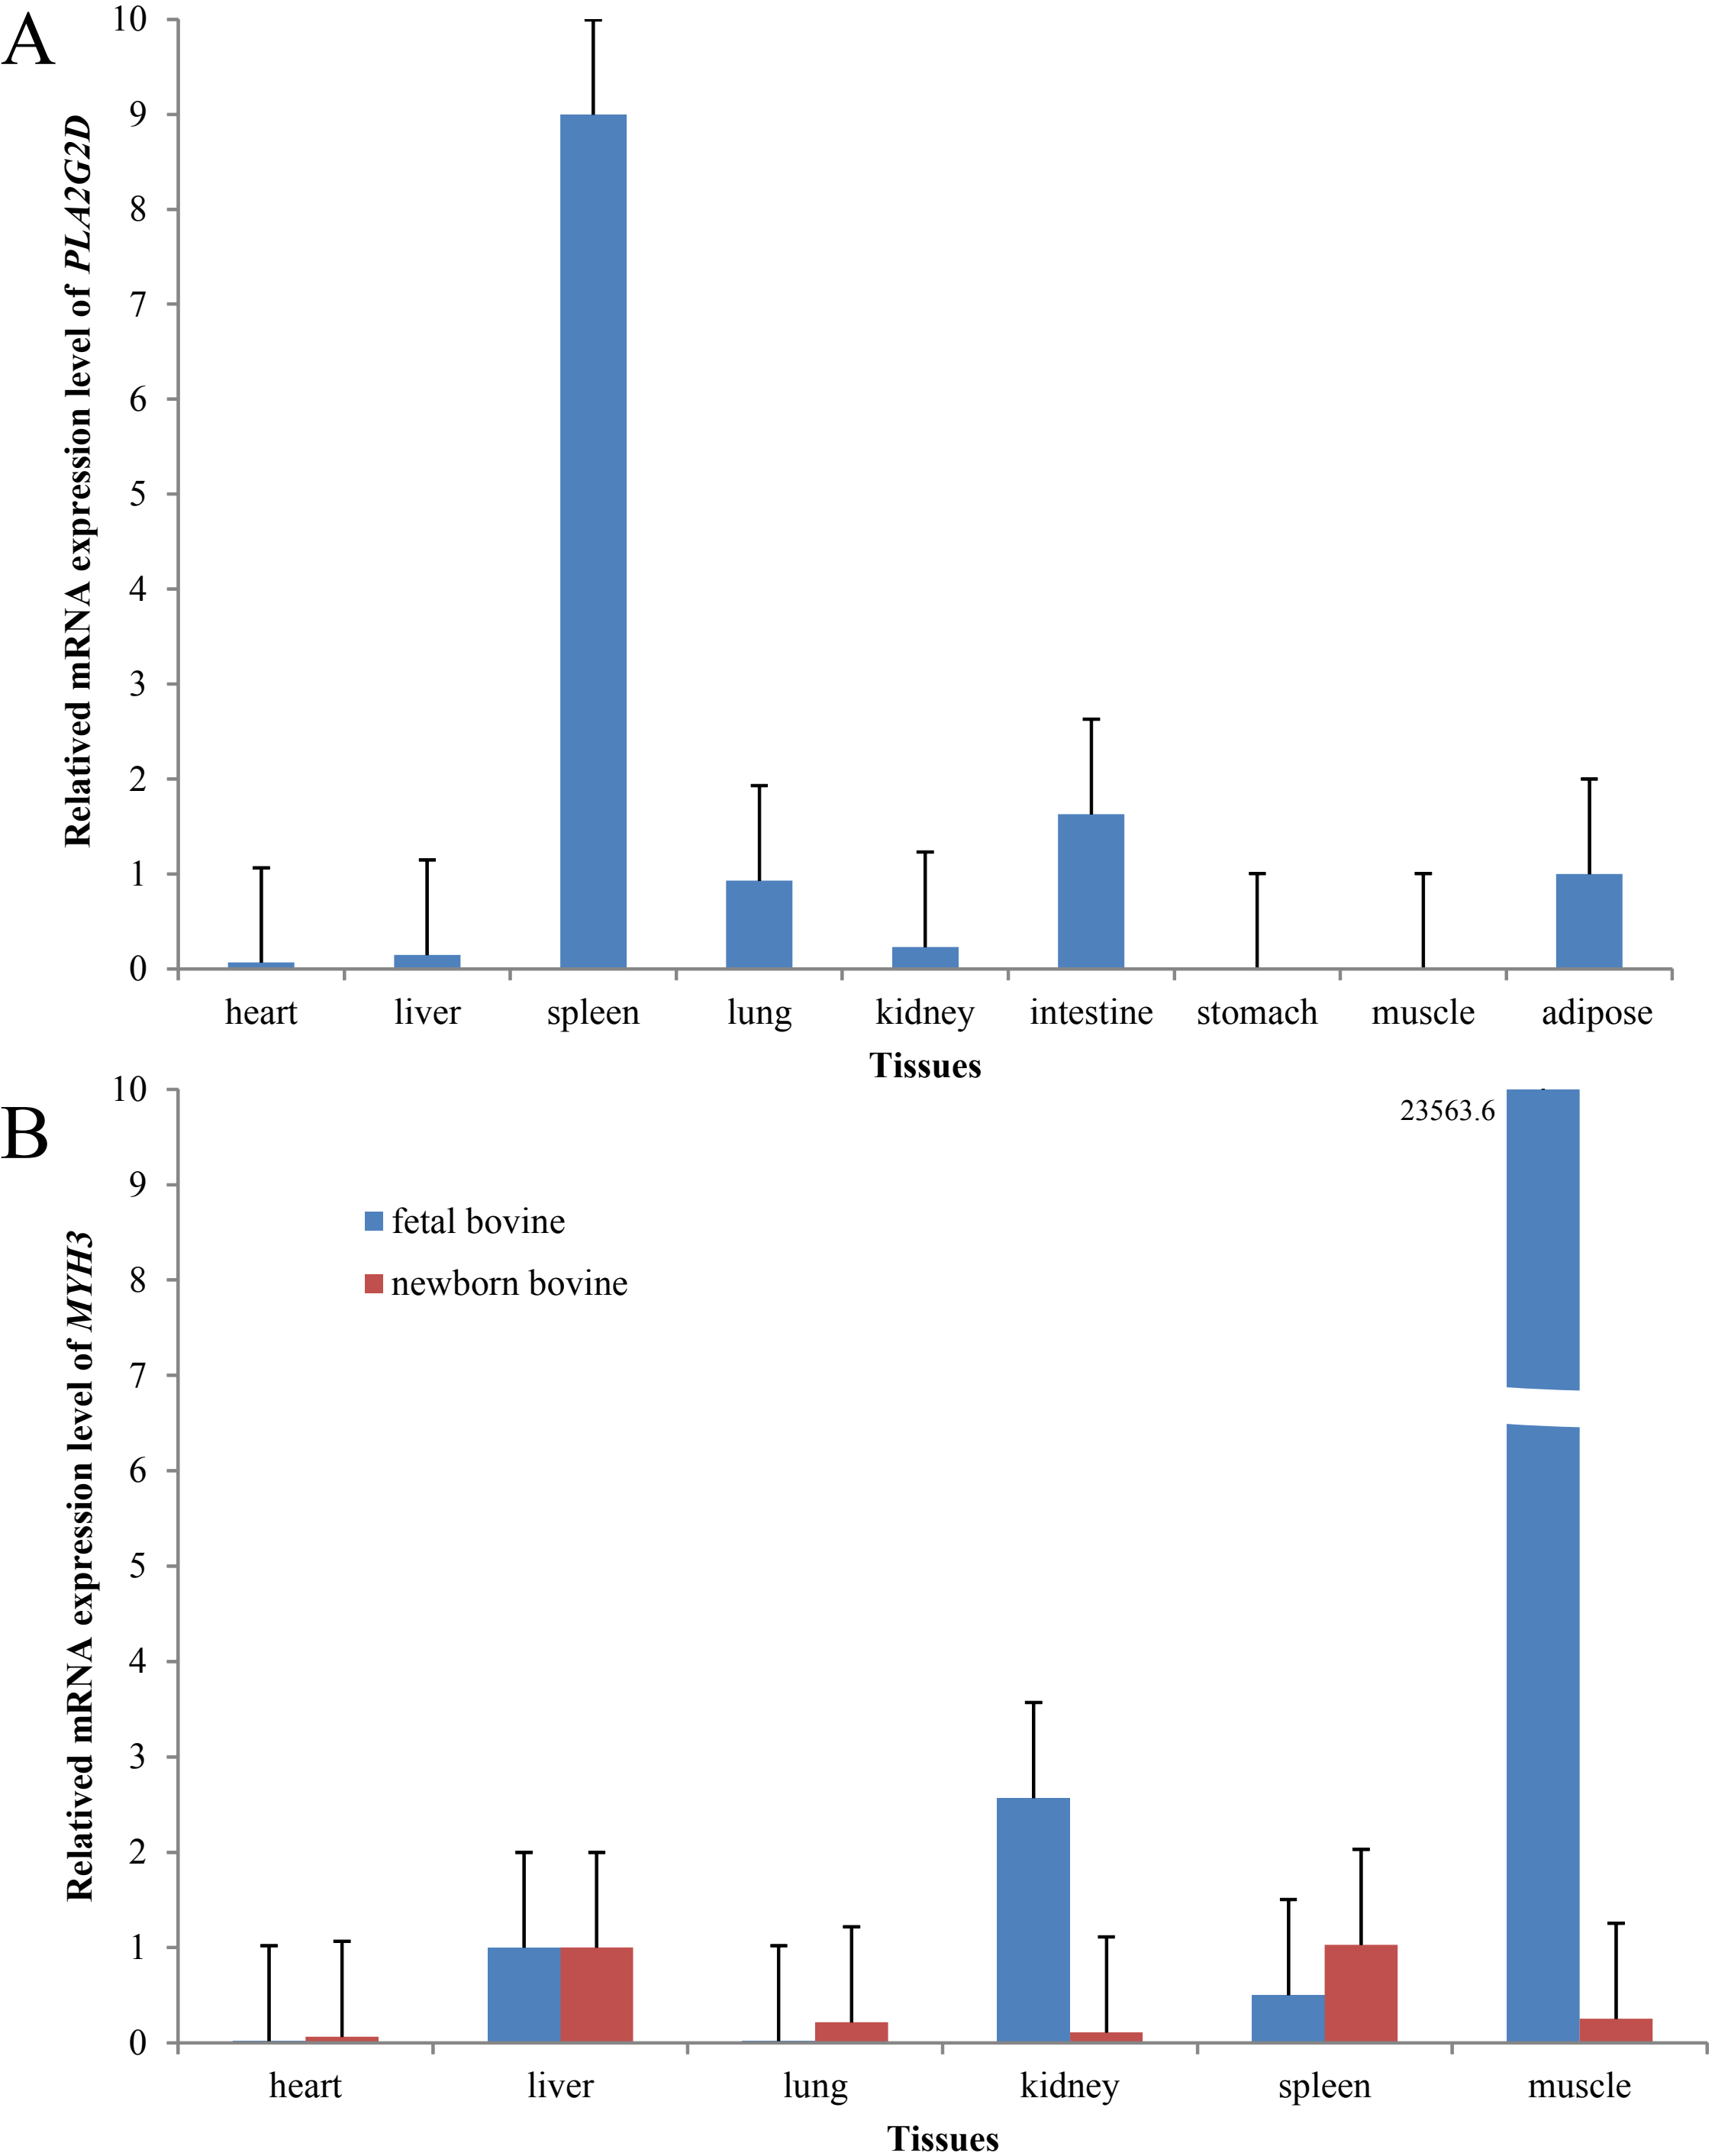 A
Relatived mRNA expression level of PLA2G2D
10
9
8
7
6
5
4
3
2
1
0
heart liver spleen lung kidney intestine stomach muscle adipose
Tissues
B
Relatived mRNA expression level of MYH3
10
9
8
7
6
5
4
3
2
1
0
23563.6
fetal bovine
newborn bovine
heart liver lung kidney spleen muscle
Tissues